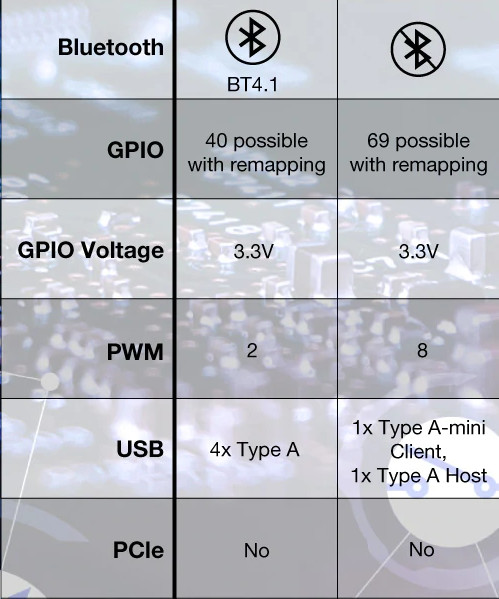 Bluetooth
BT4.1
GPIO
40 possible
with remapping
69 possible
with remapping
GPIO Voltage
3.3V
3.3V
PWM
2
8
USB
4x Type A
1x Type A-mini
Client,
1x Type A Host
PCIe
No
No